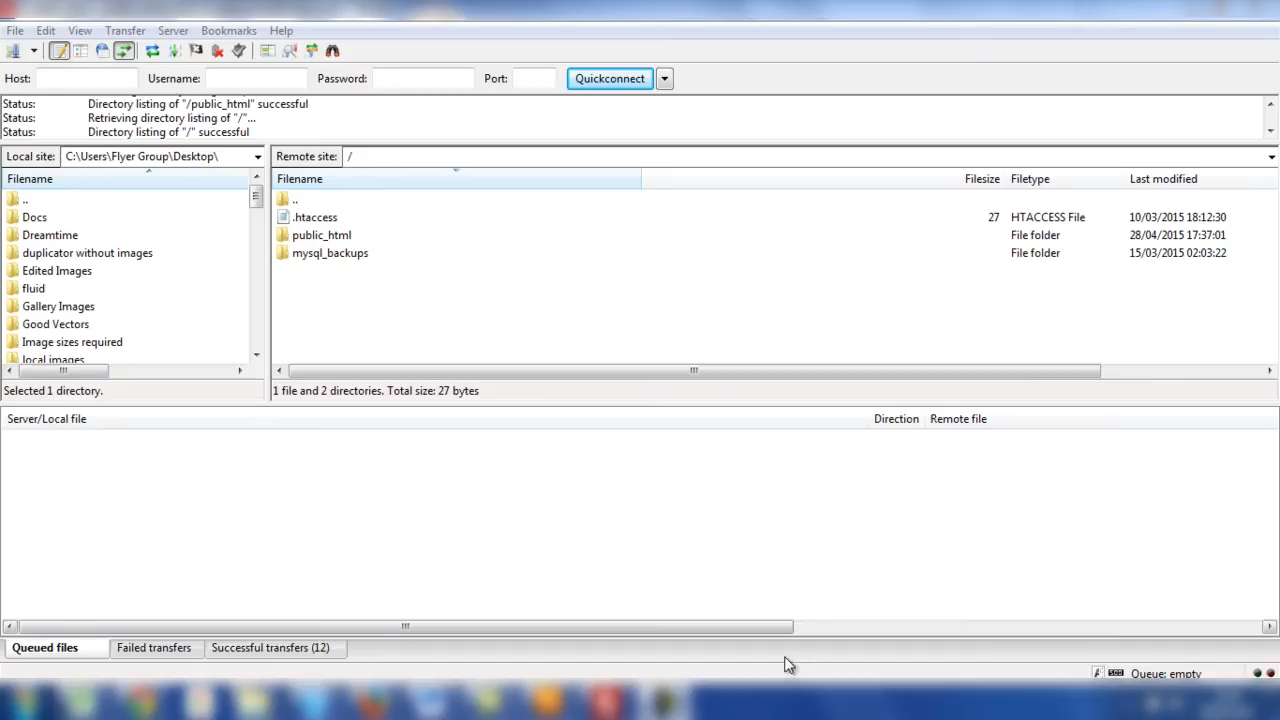 File Edit View Transfer Server Bookmarks Help
Host: Username: Password: Port: Quickconnect
Status: Directory listing of "/public_html" successful
Status: Retrieving directory listing of "/"...
Status: Directory listing of "/" successful
Local site: C:\Users\Flyer Group\Desktop\ Remote site: /
Filename Filename Filesize Filetype Last modified
.. ..
Docs .htaccess 27 HTACCESS File 10/03/2015 18:12:30
Dreamtime public_html File folder 28/04/2015 17:37:01
duplicator without images mysql_backups File folder 15/03/2015 02:03:22
Edited Images
fluid
Gallery Images
Good Vectors
Image sizes required
local images
Selected 1 directory. 1 file and 2 directories. Total size: 27 bytes
Server/Local file Direction Remote file
Queued files Failed transfers Successful transfers (12)
Queue: empty